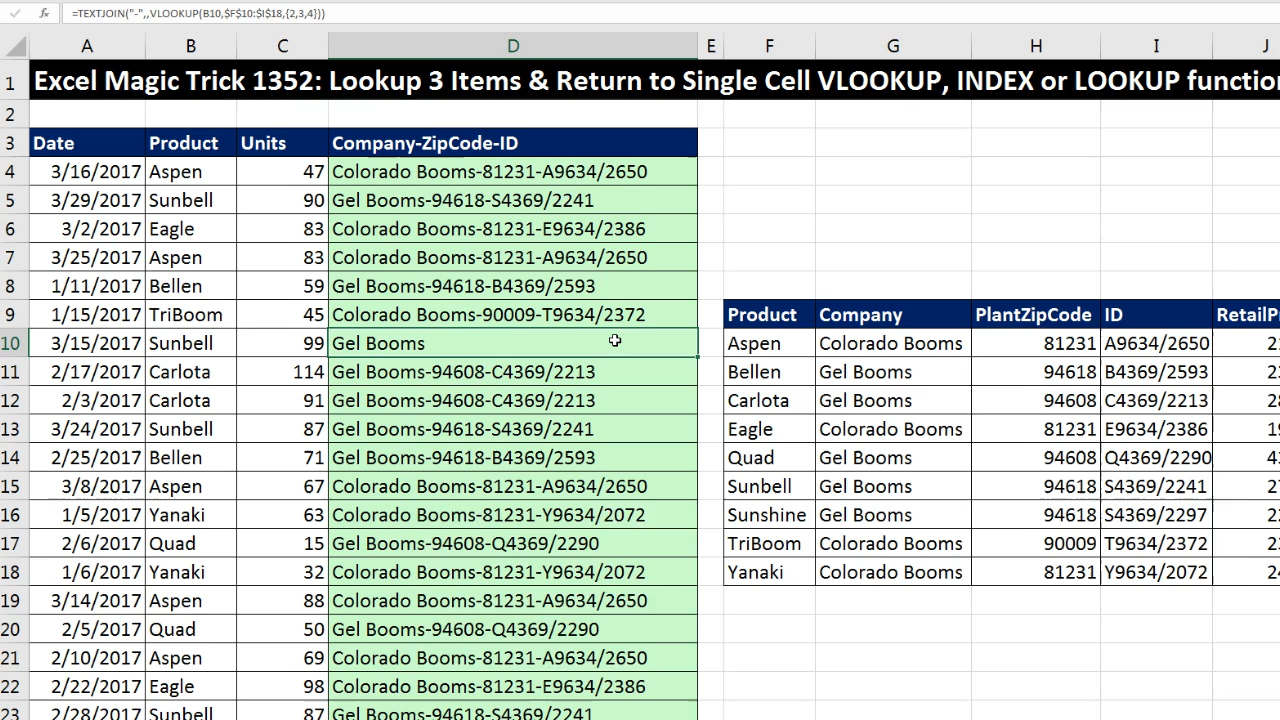 =TEXTJOIN("-",,VLOOKUP(B10,$F$10:$I$18,{2,3,4}))
A B C D E F G H I J
1 Excel Magic Trick 1352: Lookup 3 Items & Return to Single Cell VLOOKUP, INDEX or LOOKUP function
2
3 Date Product Units Company-ZipCode-ID
4 3/16/2017 Aspen 47 Colorado Booms-81231-A9634/2650
5 3/29/2017 Sunbell 90 Gel Booms-94618-S4369/2241
6 3/2/2017 Eagle 83 Colorado Booms-81231-E9634/2386
7 3/25/2017 Aspen 83 Colorado Booms-81231-A9634/2650
8 1/11/2017 Bellen 59 Gel Booms-94618-B4369/2593
9 1/15/2017 TriBoom 45 Colorado Booms-90009-T9634/2372 Product Company PlantZipCode ID RetailPr
10 3/15/2017 Sunbell 99 Gel Booms Aspen Colorado Booms 81231 A9634/2650
11 2/17/2017 Carlota 114 Gel Booms-94608-C4369/2213 Bellen Gel Booms 94618 B4369/2593
12 2/3/2017 Carlota 91 Gel Booms-94608-C4369/2213 Carlota Gel Booms 94608 C4369/2213
13 3/24/2017 Sunbell 87 Gel Booms-94618-S4369/2241 Eagle Colorado Booms 81231 E9634/2386
14 2/25/2017 Bellen 71 Gel Booms-94618-B4369/2593 Quad Gel Booms 94608 Q4369/2290
15 3/8/2017 Aspen 67 Colorado Booms-81231-A9634/2650 Sunbell Gel Booms 94618 S4369/2241
16 1/5/2017 Yanaki 63 Colorado Booms-81231-Y9634/2072 Sunshine Gel Booms 94618 S4369/2297
17 2/6/2017 Quad 15 Gel Booms-94608-Q4369/2290 TriBoom Colorado Booms 90009 T9634/2372
18 1/6/2017 Yanaki 32 Colorado Booms-81231-Y9634/2072 Yanaki Colorado Booms 81231 Y9634/2072
19 3/14/2017 Aspen 88 Colorado Booms-81231-A9634/2650
20 2/5/2017 Quad 50 Gel Booms-94608-Q4369/2290
21 2/10/2017 Aspen 69 Colorado Booms-81231-A9634/2650
22 2/22/2017 Eagle 98 Colorado Booms-81231-E9634/2386
23 2/28/2017 Sunbell 87 Gel Booms-94618-S4369/2241